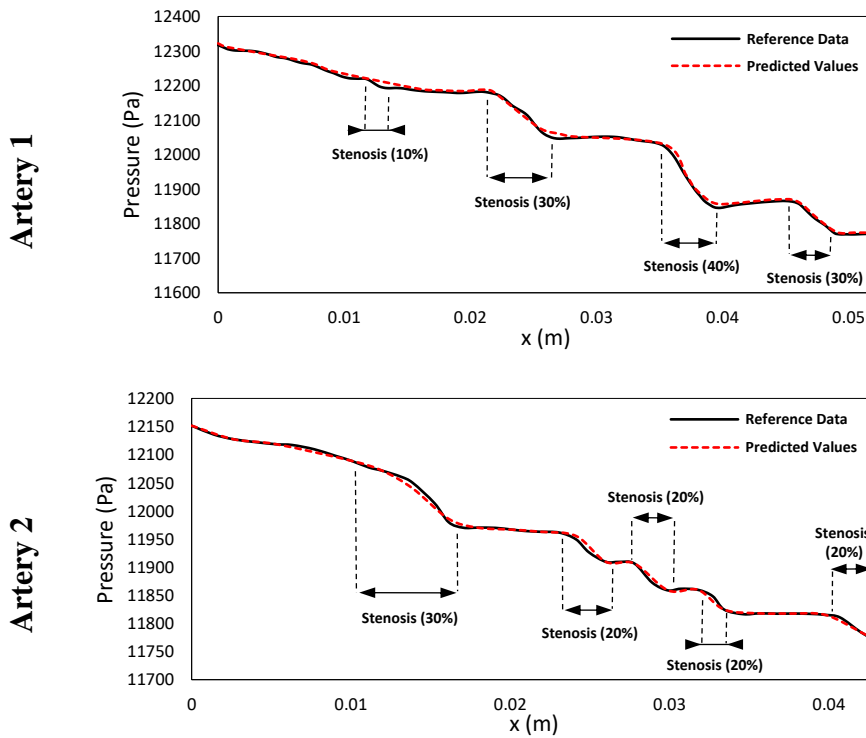 Artery 1
Pressure (Pa)
12400
12300
12200
12100
12000
11900
11800
11700
11600
Reference Data
Predicted Values
Stenosis (10%)
Stenosis (30%)
Stenosis (40%)
Stenosis (30%)
0
0.01
0.02
0.03
0.04
0.05
x (m)
Artery 2
Pressure (Pa)
12200
12150
12100
12050
12000
11950
11900
11850
11800
11750
11700
Reference Data
Predicted Values
Stenosis (20%)
Stenosis
(20%)
Stenosis (30%)
Stenosis (20%)
Stenosis (20%)
0
0.01
0.02
0.03
0.04
x (m)